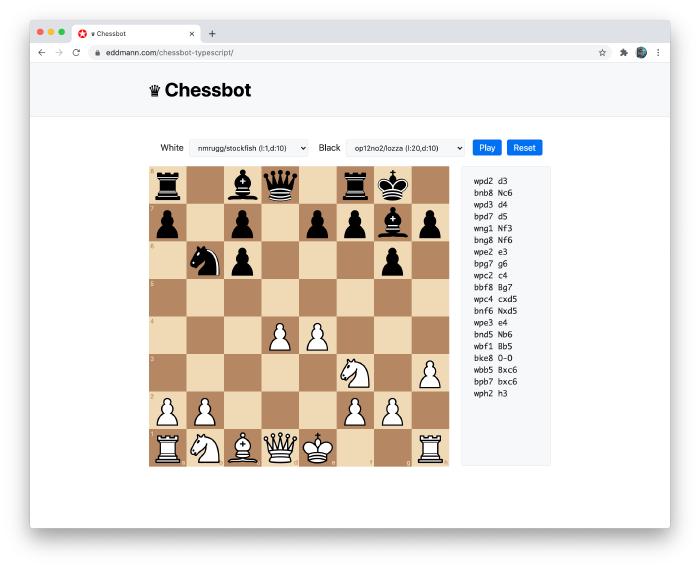 ♛ Chessbot
eddmann.com/chessbot-typescript/
♛ Chessbot
White nmrugg/stockfish (l:1,d:10) Black op12no2/lozza (l:20,d:10) Play Reset
8
7
6
5
4
3
2
1
wpd2 d3
bnb8 Nc6
wpd3 d4
bpd7 d5
wng1 Nf3
bng8 Nf6
wpe2 e3
bpg7 g6
wpc2 c4
bbf8 Bg7
wpc4 cxd5
bnf6 Nxd5
wpe3 e4
bnd5 Nb6
wbf1 Bb5
bke8 O-O
wbb5 Bxc6
bpb7 bxc6
wph2 h3